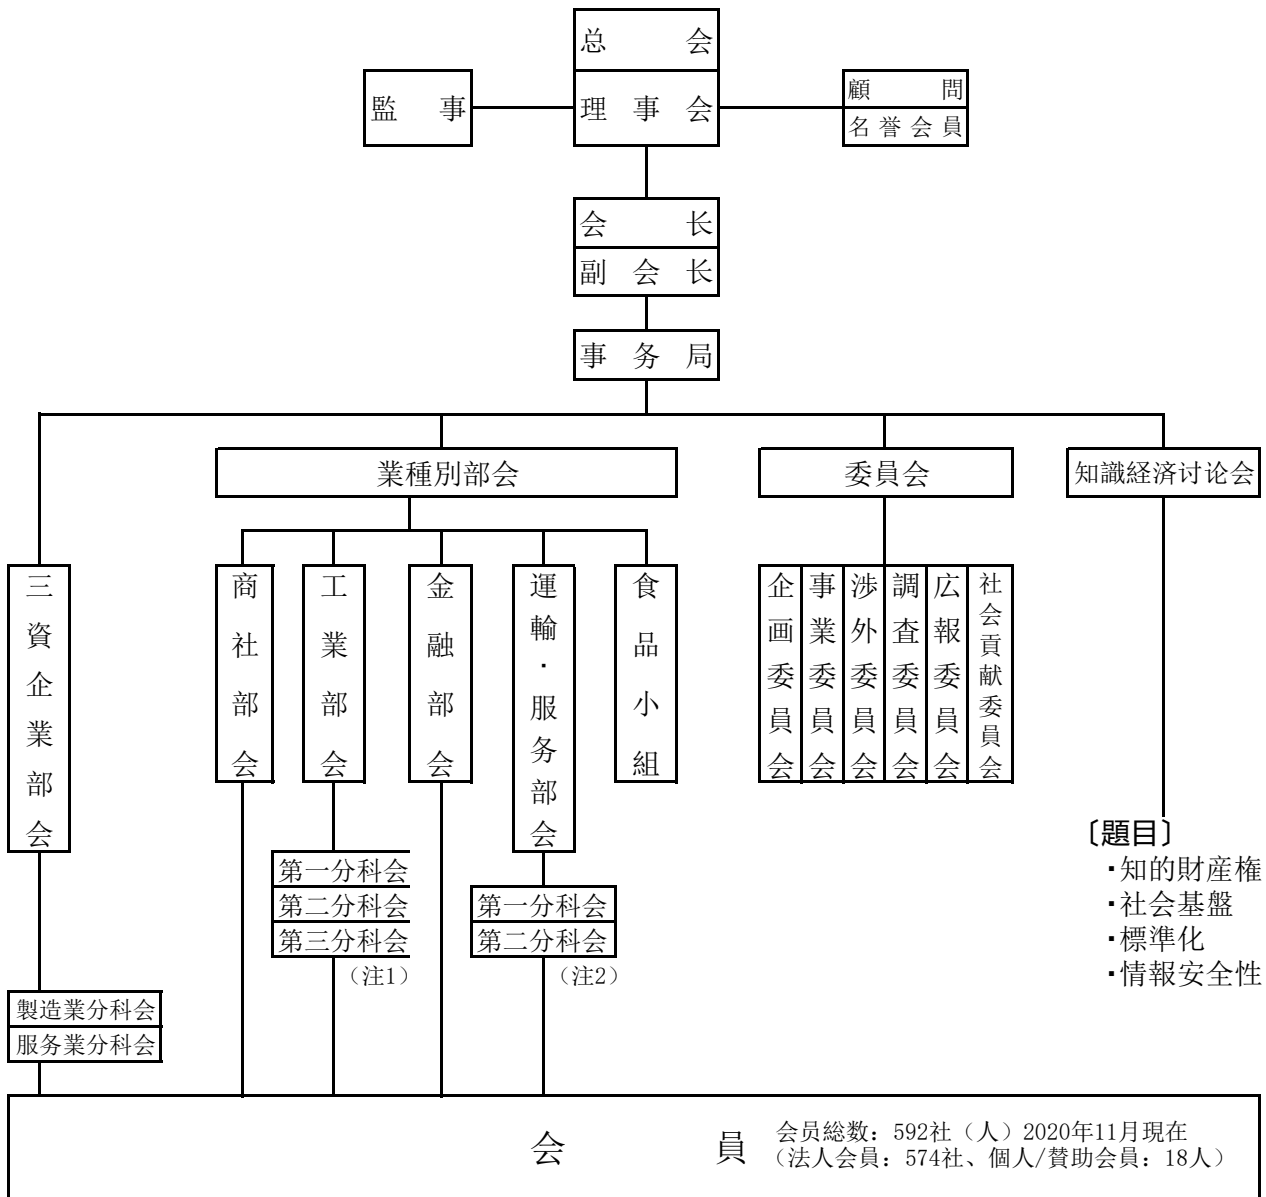 总会
監事
理事会
顧問
名誉会員
会长
副会长
事务局
業種別部会
委員会
知識経済讨论会
三資企業部会
商社部会
工業部会
金融部会
運輸・服务部会
食品小組
企画委員会
事業委員会
渉外委員会
調査委員会
広報委員会
社会貢献委員会
第一分科会
第二分科会
第三分科会
（注1）
第一分科会
第二分科会
（注2）
〔題目〕
・知的財産権
・社会基盤
・標準化
・情報安全性
製造業分科会
服务業分科会
会員
会员総数：592社（人）2020年11月現在
（法人会員：574社、個人/賛助会員：18人）